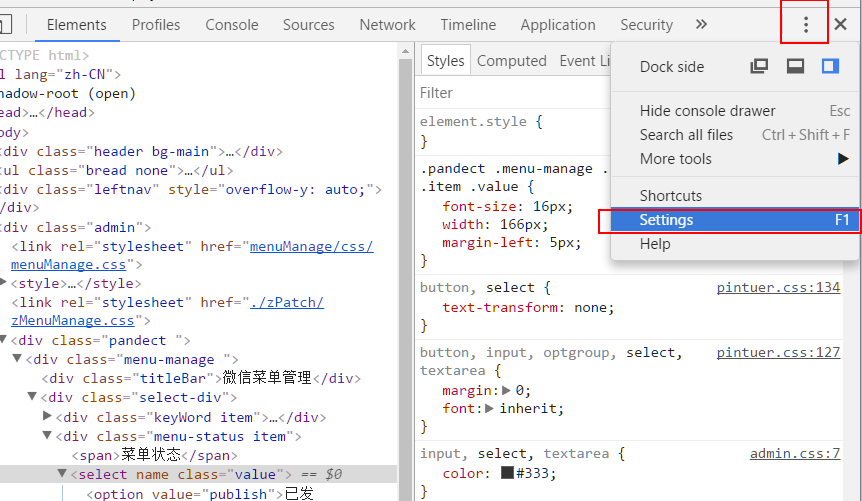 Elements Profiles Console Sources Network Timeline Application Security »
CTYPE html>
l lang="zh-CN">
hadow-root (open)
ead>…</head>
ody>
<div class="header bg-main">…</div>
<ul class="bread none">…</ul>
<div class="leftnav" style="overflow-y: auto;">
</div>
<div class="admin">
<link rel="stylesheet" href="menuManage/css/
menuManage.css">
<style>…</style>
<link rel="stylesheet" href="./zPatch/
zMenuManage.css">
<div class="pandect ">
<div class="menu-manage ">
<div class="titleBar">微信菜单管理</div>
<div class="select-div">
<div class="keyWord item">…</div>
<div class="menu-status item">
<span>菜单状态</span>
<select name class="value"> == $0
<option value="publish">已发
Styles Computed Event Li
Filter
element.style {
}
.pandect .menu-manage .
.item .value {
font-size: 16px;
width: 166px;
margin-left: 5px;
}
button, select {
pintuer.css:134
text-transform: none;
}
button, input, optgroup, select,
pintuer.css:127
textarea {
margin: 0;
font: inherit;
}
input, select, textarea {
admin.css:7
color: #333;
}
Dock side
Hide console drawer Esc
Search all files Ctrl + Shift + F
More tools
Shortcuts
Settings F1
Help